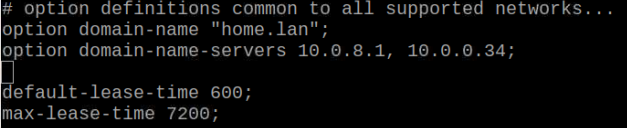 # option definitions common to all supported networks...
option domain-name "home.lan";
option domain-name-servers 10.0.8.1, 10.0.0.34;
default-lease-time 600;
max-lease-time 7200;